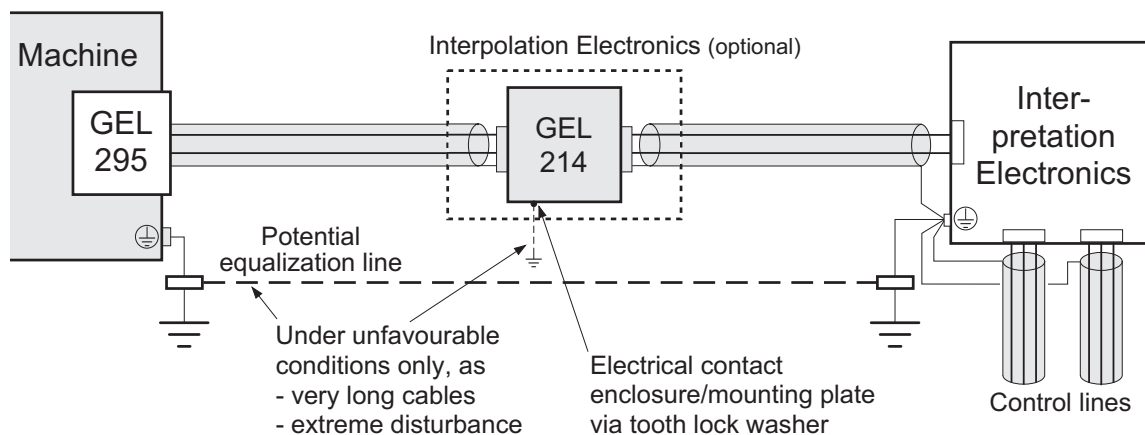 Machine
GEL
295
Interpolation Electronics (optional)
GEL
214
Inter-
pretation
Electronics
Potential
equalization line
Under unfavourable
conditions only, as
- very long cables
- extreme disturbance
Electrical contact
enclosure/mounting plate
via tooth lock washer
Control lines